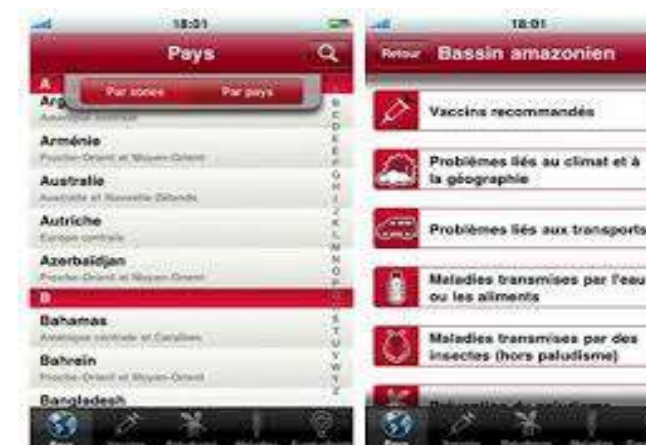 18:01
Pays
A
Par zones
Par pays
Arg
Arménie
Proche-Orient et Moyen-Orient
Australie
Australie et Nouvelle Zélande
Autriche
Europe centrale
Azerbaïdjan
Proche-Orient et Moyen-Orient
B
Bahamas
Amérique centrale et Caraïbes
Bahrein
Proche-Orient et Moyen-Orient
Bangladesh
18:01
Retour
Bassin amazonien
Vaccins recommandés
Problèmes liés au climat et à
la géographie
Problèmes liés aux transports
Maladies transmises par l'eau
ou les aliments
Maladies transmises par des
insectes (hors paludisme)